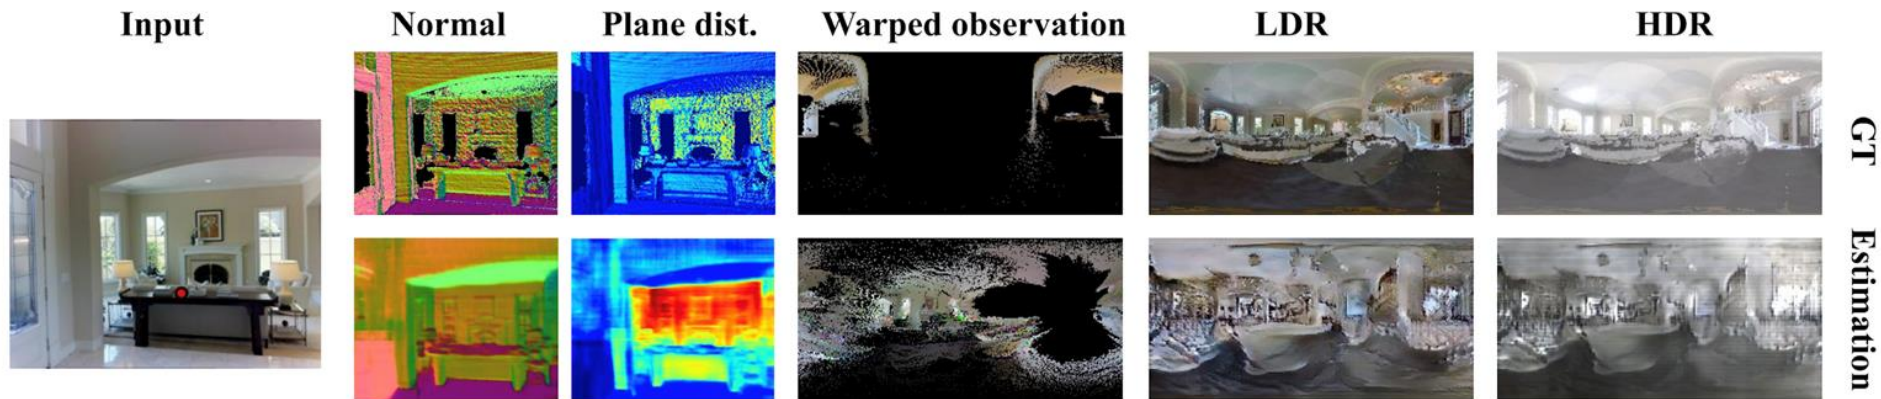 Input
Normal
Plane dist.
Warped observation
LDR
HDR
GT
Estimation